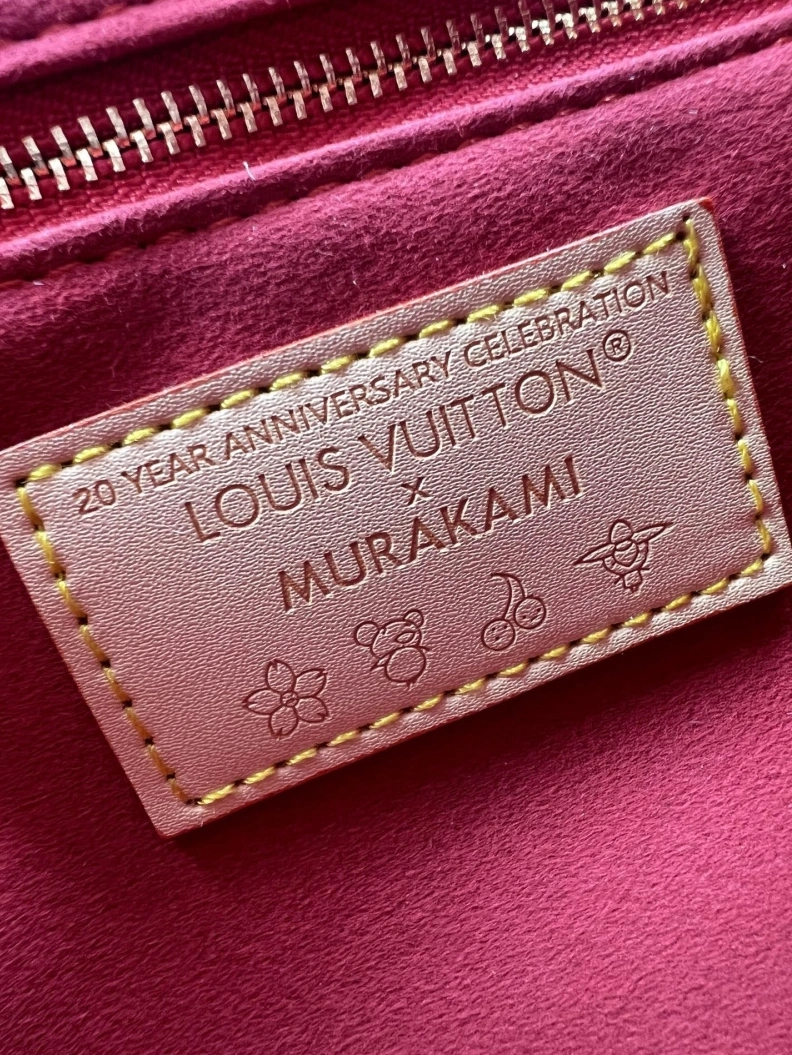 20 YEAR ANNIVERSARY CELEBRATION
LOUIS VUITTON®
x
MURAKAMI